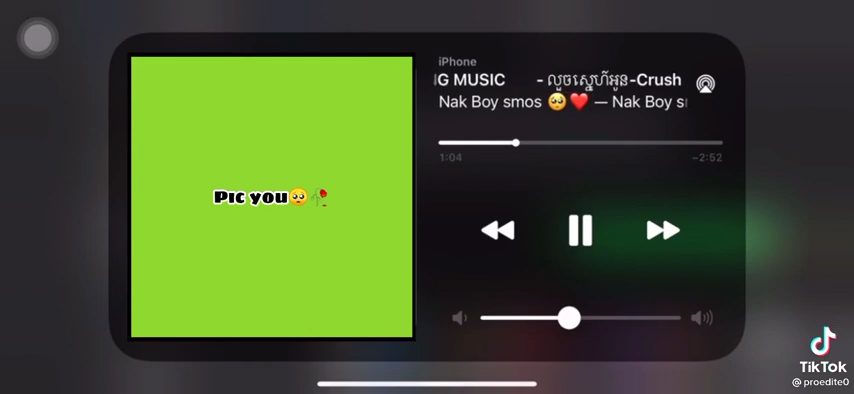 Pic you🥺🥀
iPhone
G MUSIC - លួចស្នេហ៍អូន-Crush
Nak Boy smos 🥺❤️ — Nak Boy s
1:04
−2:52
TikTok
@ proedite0